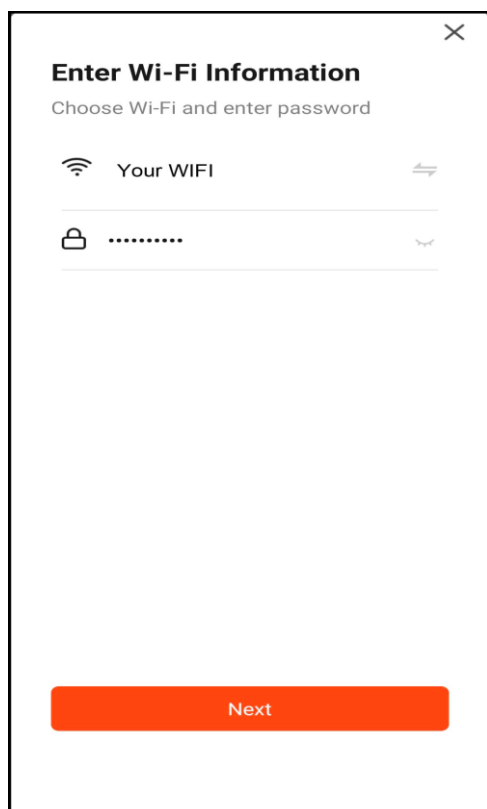 Enter Wi-Fi Information
Choose Wi-Fi and enter password
Your WIFI
••••••••••
Next